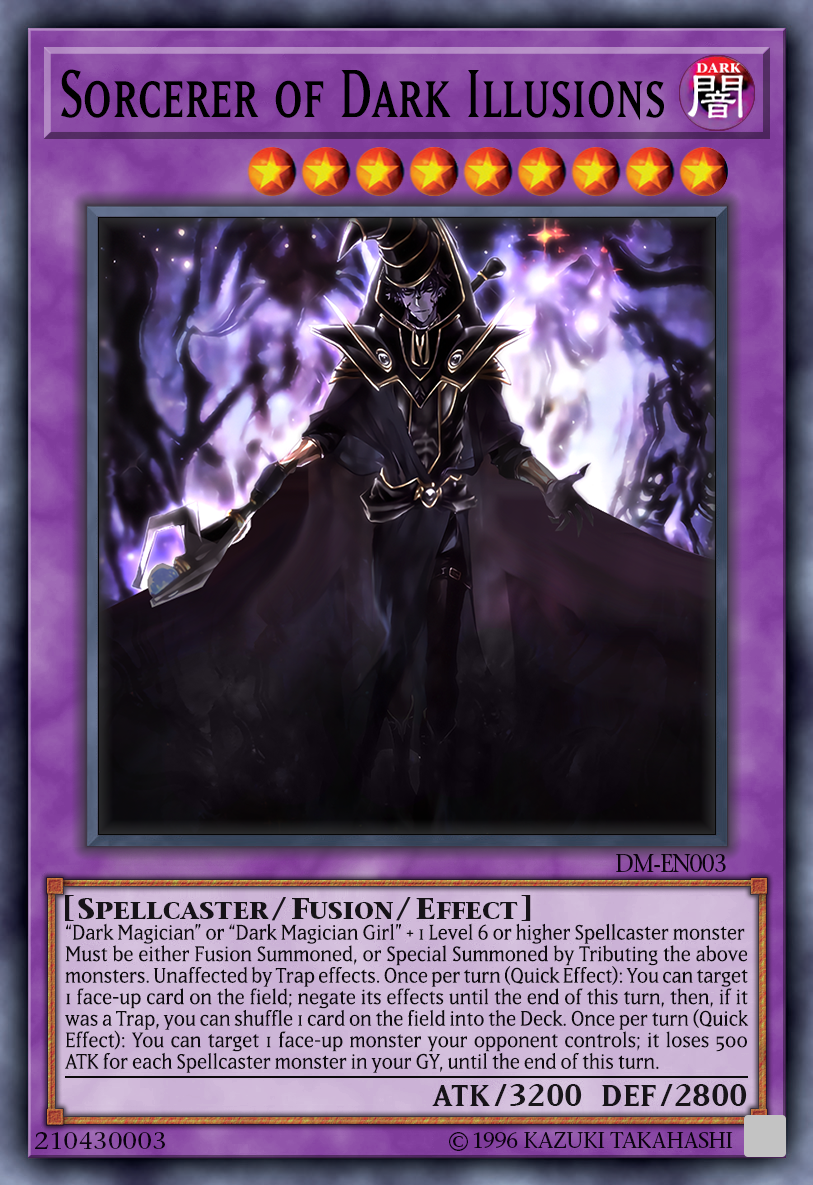 Sorcerer of Dark Illusions
DARK
闇
DM-EN003
[Spellcaster/Fusion/Effect]
“Dark Magician” or “Dark Magician Girl” + 1 Level 6 or higher Spellcaster monster
Must be either Fusion Summoned, or Special Summoned by Tributing the above
monsters. Unaffected by Trap effects. Once per turn (Quick Effect): You can target
1 face-up card on the field; negate its effects until the end of this turn, then, if it
was a Trap, you can shuffle 1 card on the field into the Deck. Once per turn (Quick
Effect): You can target 1 face-up monster your opponent controls; it loses 500
ATK for each Spellcaster monster in your GY, until the end of this turn.
ATK/3200 DEF/2800
210430003 © 1996 KAZUKI TAKAHASHI